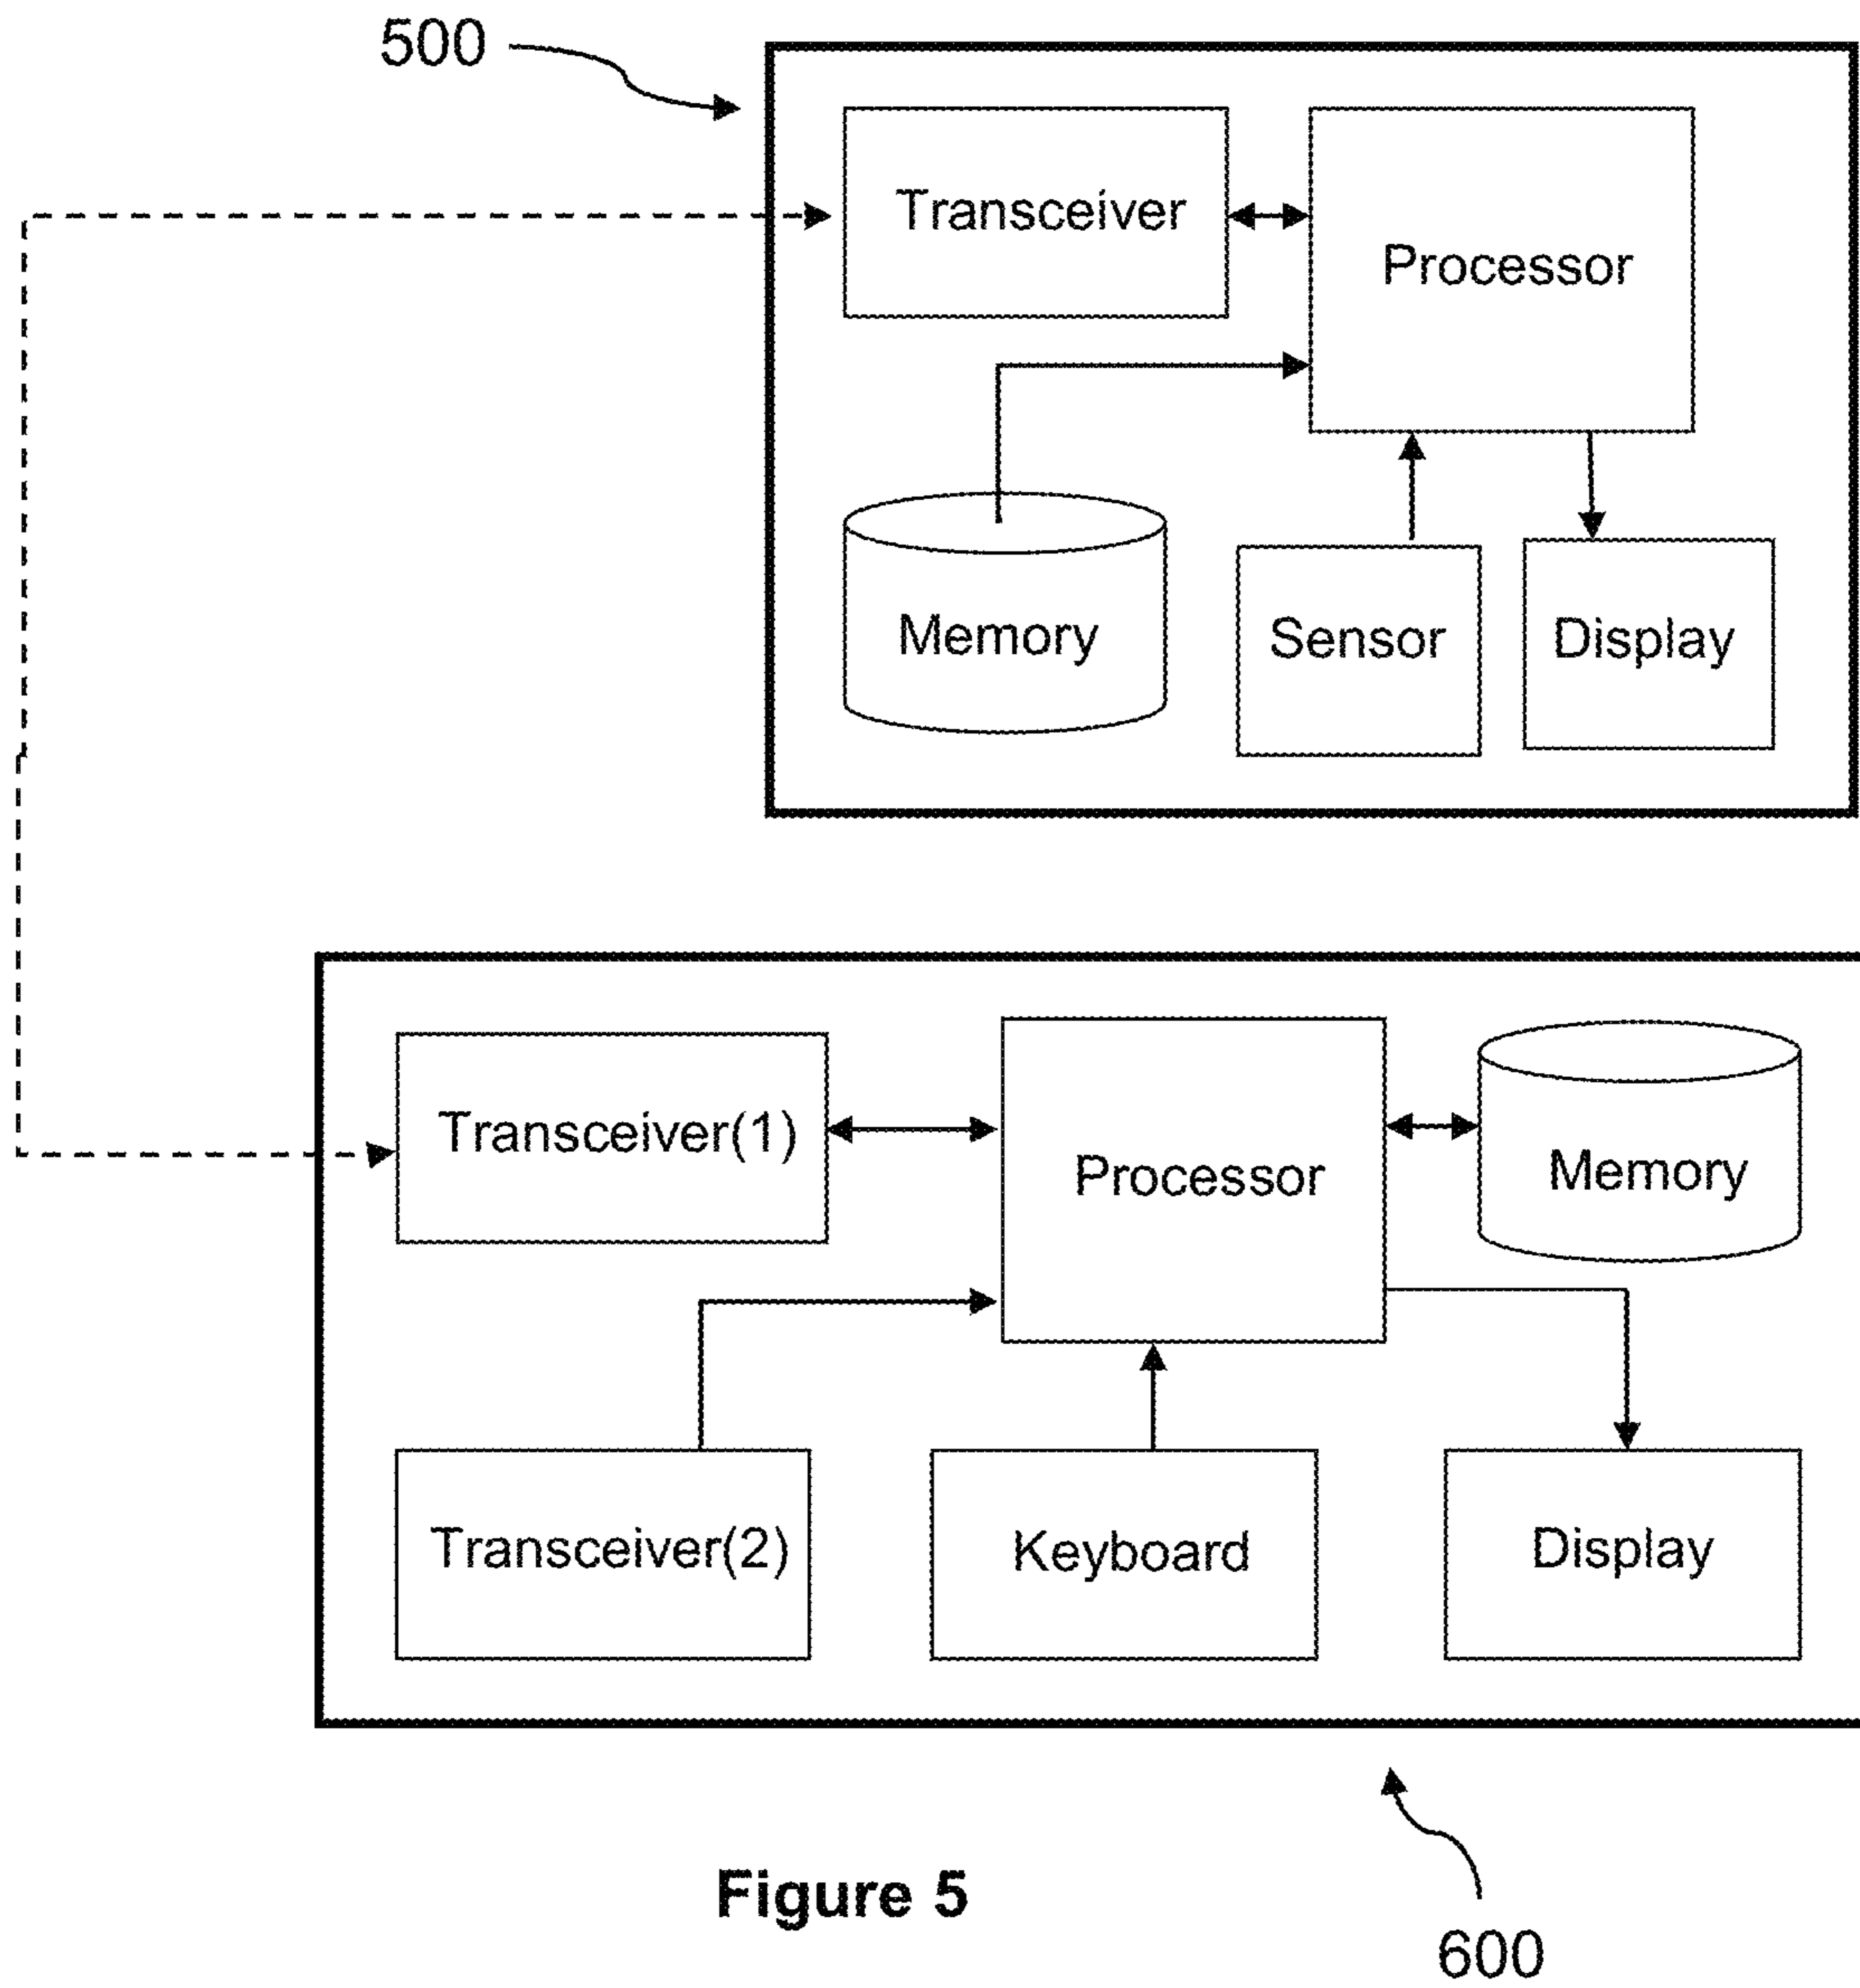 500
Transceiver
Processor
Memory
Sensor
Display
Transceiver(1)
Processor
Memory
Transceiver(2)
Keyboard
Display
Figure 5
600